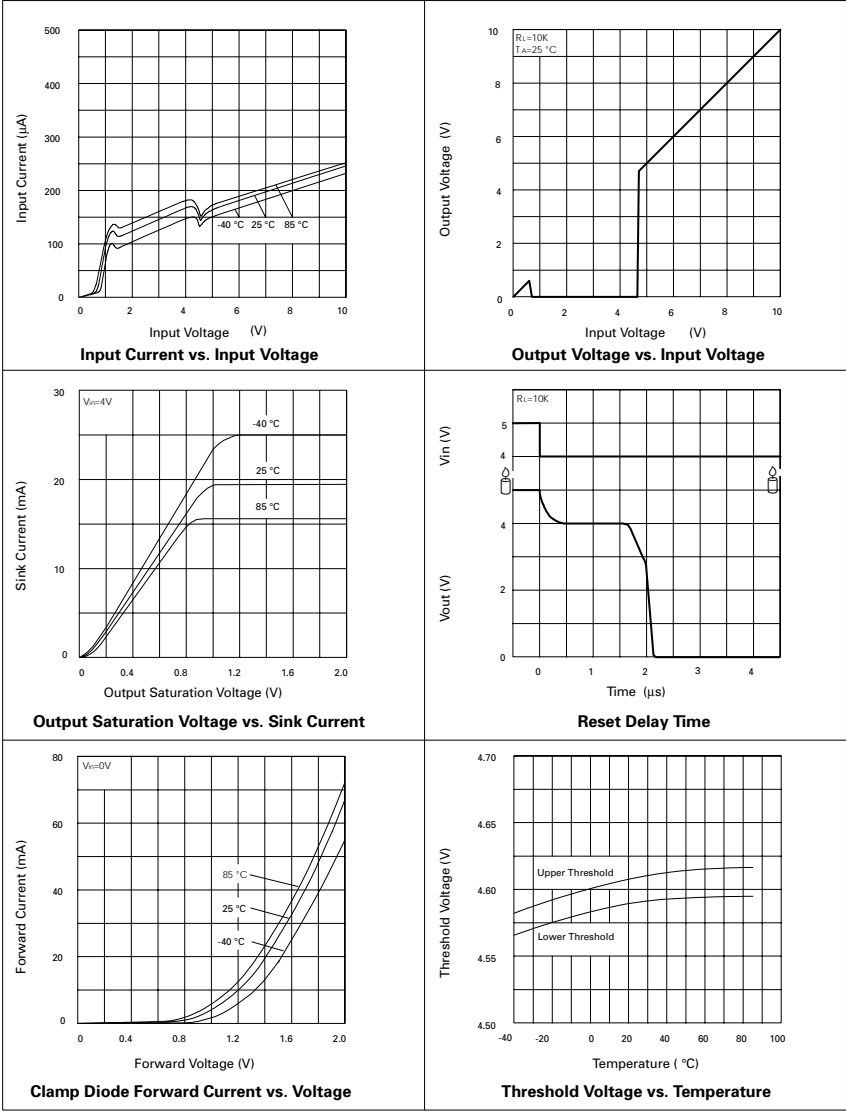 500
400
300
200
100
0
Input Current (µA)
-40 °C 25 °C 85 °C
0 2 4 6 8 10
Input Voltage (V)
Input Current vs. Input Voltage
RL=10K
TA=25 °C
10
8
6
4
2
0
Output Voltage (V)
0 2 4 6 8 10
Input Voltage (V)
Output Voltage vs. Input Voltage
Vin=4V
30
20
10
0
Sink Current (mA)
-40 °C
25 °C
85 °C
0 0.4 0.8 1.2 1.6 2.0
Output Saturation Voltage (V)
Output Saturation Voltage vs. Sink Current
RL=10K
5
4
Vin (V)
4
2
0
Vout (V)
0 1 2 3 4
Time (µs)
Reset Delay Time
Vin=0V
80
60
40
20
0
Forward Current (mA)
85 °C
25 °C
-40 °C
0 0.4 0.8 1.2 1.6 2.0
Forward Voltage (V)
Clamp Diode Forward Current vs. Voltage
4.70
4.65
4.60
4.55
4.50
Threshold Voltage (V)
Upper Threshold
Lower Threshold
-40 -20 0 20 40 60 80 100
Temperature ( °C)
Threshold Voltage vs. Temperature